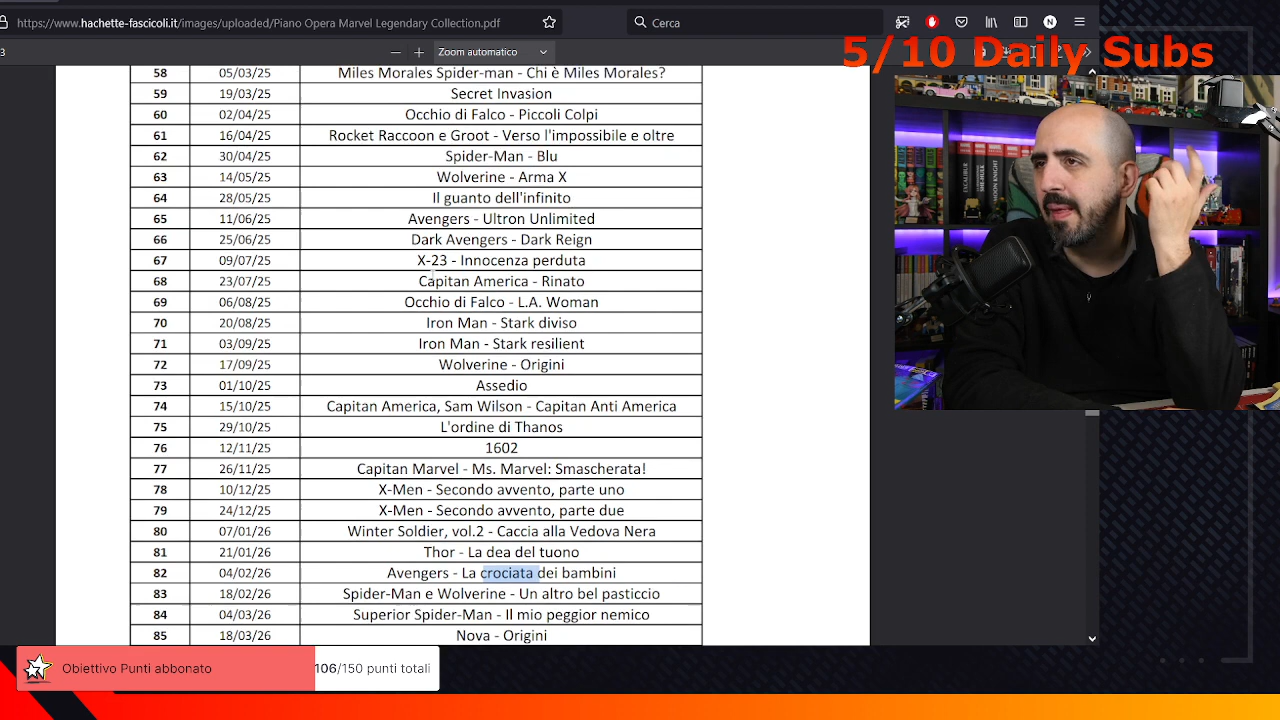 https://www.hachette-fascicoli.it/images/uploaded/Piano Opera Marvel Legendary Collection.pdf
Cerca
N
3
Zoom automatico
5/10 Daily Subs
58 05/03/25 Miles Morales Spider-man - Chi è Miles Morales?
59 19/03/25 Secret Invasion
60 02/04/25 Occhio di Falco - Piccoli Colpi
61 16/04/25 Rocket Raccoon e Groot - Verso l'impossibile e oltre
62 30/04/25 Spider-Man - Blu
63 14/05/25 Wolverine - Arma X
64 28/05/25 Il guanto dell'infinito
65 11/06/25 Avengers - Ultron Unlimited
66 25/06/25 Dark Avengers - Dark Reign
67 09/07/25 X-23 - Innocenza perduta
68 23/07/25 Capitan America - Rinato
69 06/08/25 Occhio di Falco - L.A. Woman
70 20/08/25 Iron Man - Stark diviso
71 03/09/25 Iron Man - Stark resilient
72 17/09/25 Wolverine - Origini
73 01/10/25 Assedio
74 15/10/25 Capitan America, Sam Wilson - Capitan Anti America
75 29/10/25 L'ordine di Thanos
76 12/11/25 1602
77 26/11/25 Capitan Marvel - Ms. Marvel: Smascherata!
78 10/12/25 X-Men - Secondo avvento, parte uno
79 24/12/25 X-Men - Secondo avvento, parte due
80 07/01/26 Winter Soldier, vol.2 - Caccia alla Vedova Nera
81 21/01/26 Thor - La dea del tuono
82 04/02/26 Avengers - La crociata dei bambini
83 18/02/26 Spider-Man e Wolverine - Un altro bel pasticcio
84 04/03/26 Superior Spider-Man - Il mio peggior nemico
85 18/03/26 Nova - Origini
EXCALIBUR
SHE-HULK
MOON KNIGHT
Obiettivo Punti abbonato
106/150 punti totali